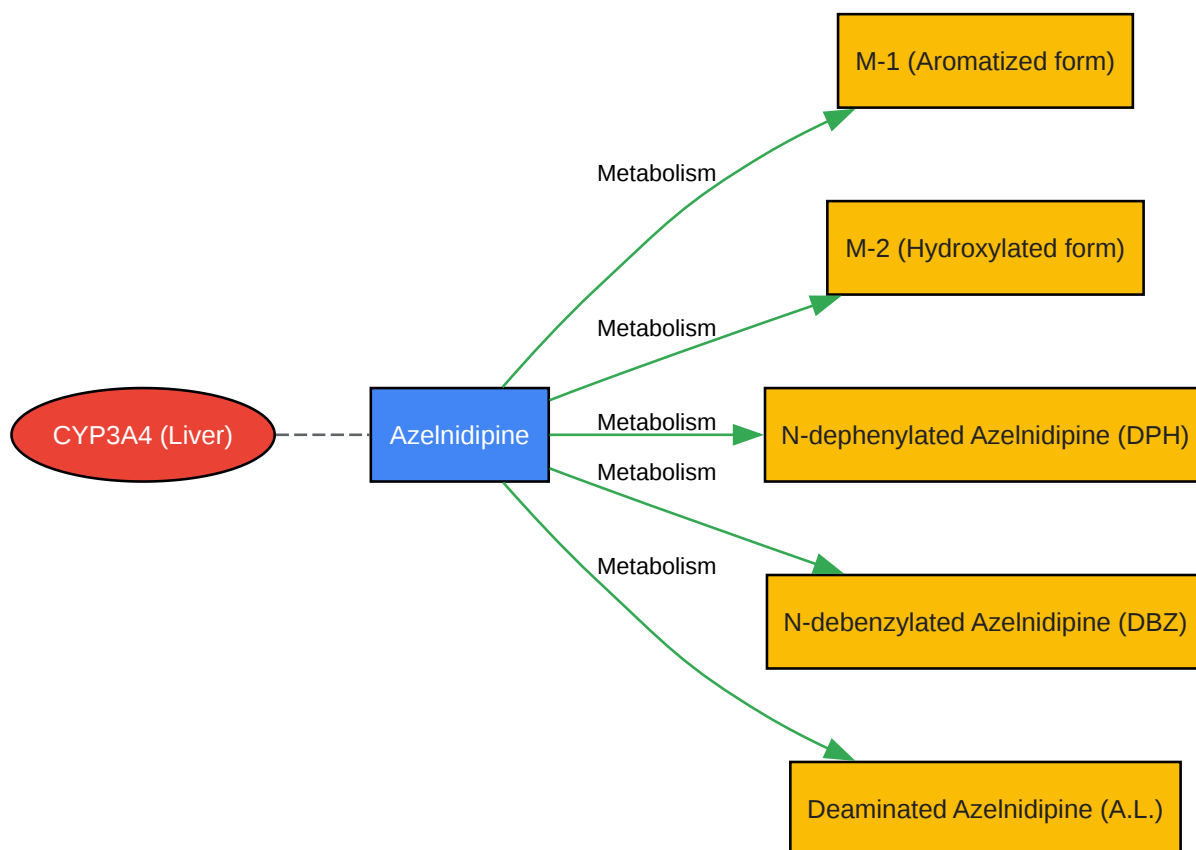 M-1 (Aromatized form)
Metabolism
M-2 (Hydroxylated form)
Metabolism
CYP3A4 (Liver)
Azelnidipine
Metabolism
N-dephenylated Azelnidipine (DPH)
Metabolism
N-debenzylated Azelnidipine (DBZ)
Metabolism
Deaminated Azelnidipine (A.L.)